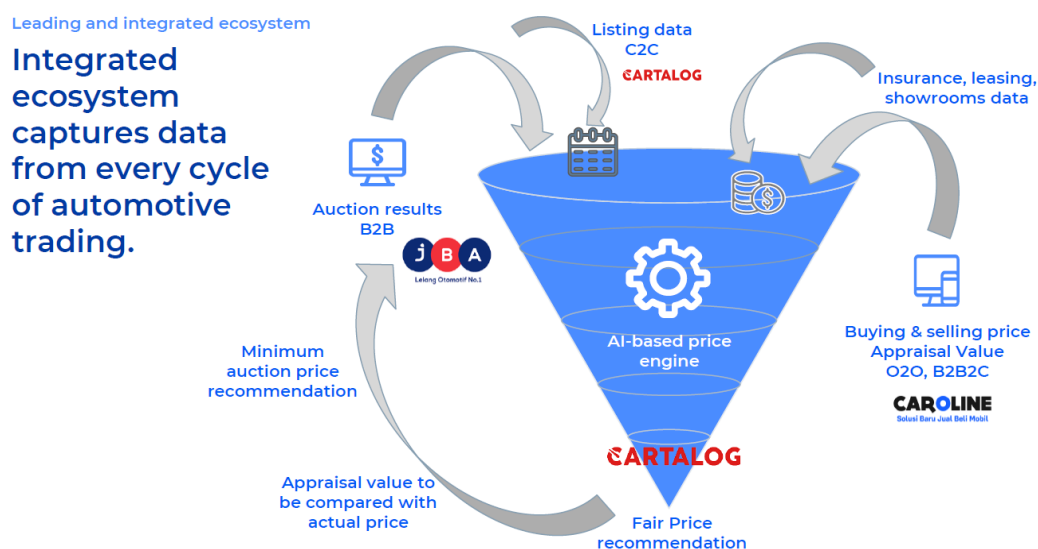 Leading and integrated ecosystem
Integrated
ecosystem
captures data
from every cycle
of automotive
trading.
Listing data
C2C
CARTALOG
Insurance, leasing,
showrooms data
$
Auction results
B2B
JBA
Lelang Otomotif No.1
$
AI-based price
engine
Buying & selling price
Appraisal Value
O2O, B2B2C
CAROLINE
Solusi Baru Jual Beli Mobil
Minimum
auction price
recommendation
CARTALOG
Appraisal value to
be compared with
actual price
Fair Price
recommendation